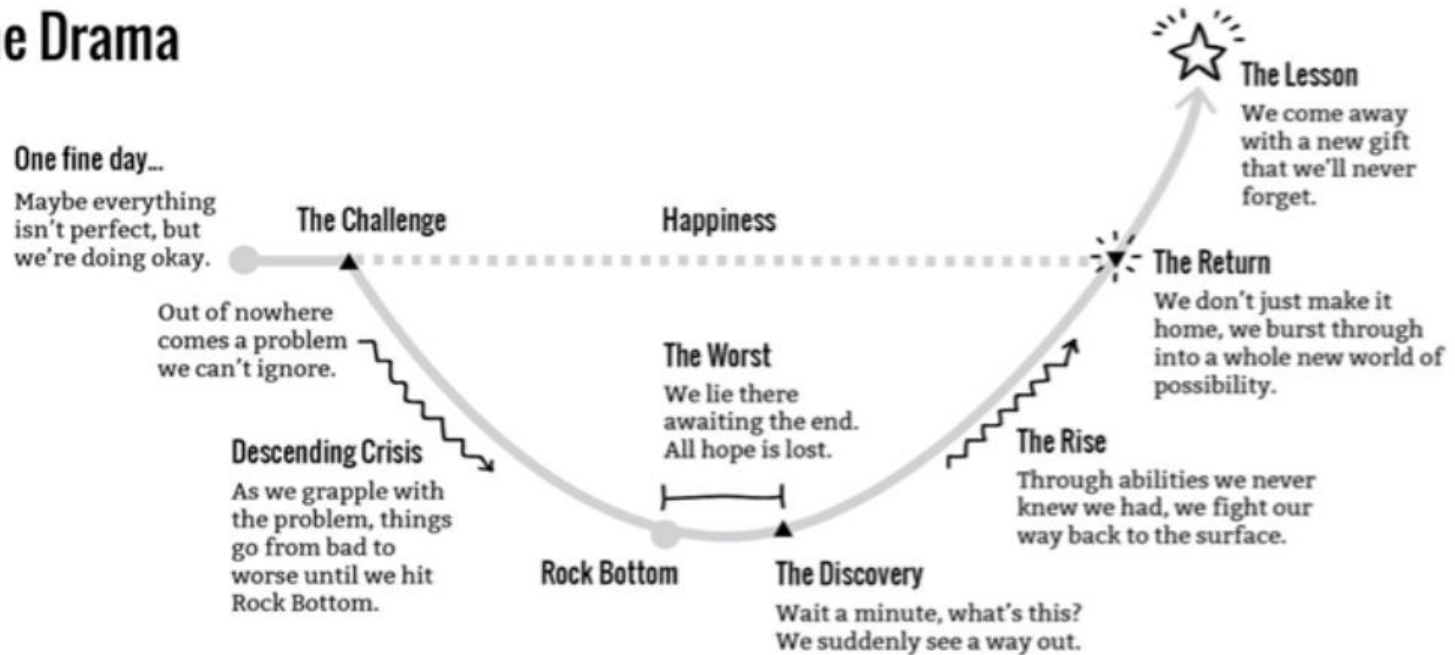 e Drama
One fine day...
Maybe everything
isn't perfect, but
we're doing okay.
The Challenge
Out of nowhere
comes a problem
we can't ignore.
Descending Crisis
As we grapple with
the problem, things
go from bad to
worse until we hit
Rock Bottom.
Happiness
The Worst
We lie there
awaiting the end.
All hope is lost.
Rock Bottom
The Discovery
Wait a minute, what's this?
We suddenly see a way out.
The Rise
Through abilities we never
knew we had, we fight our
way back to the surface.
The Return
We don't just make it
home, we burst through
into a whole new world of
possibility.
The Lesson
We come away
with a new gift
that we'll never
forget.